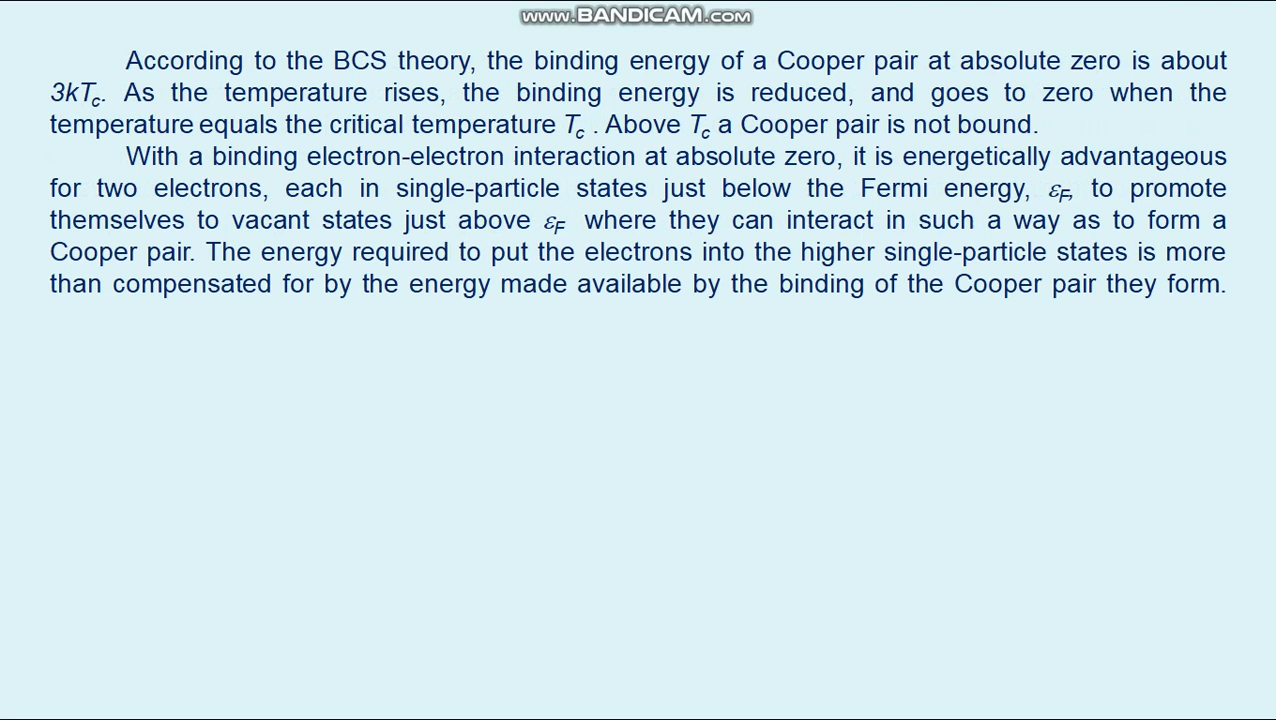 www.BANDICAM.com
According to the BCS theory, the binding energy of a Cooper pair at absolute zero is about
3kTc. As the temperature rises, the binding energy is reduced, and goes to zero when the
temperature equals the critical temperature Tc . Above Tc a Cooper pair is not bound.
With a binding electron-electron interaction at absolute zero, it is energetically advantageous
for two electrons, each in single-particle states just below the Fermi energy, εF, to promote
themselves to vacant states just above εF where they can interact in such a way as to form a
Cooper pair. The energy required to put the electrons into the higher single-particle states is more
than compensated for by the energy made available by the binding of the Cooper pair they form.